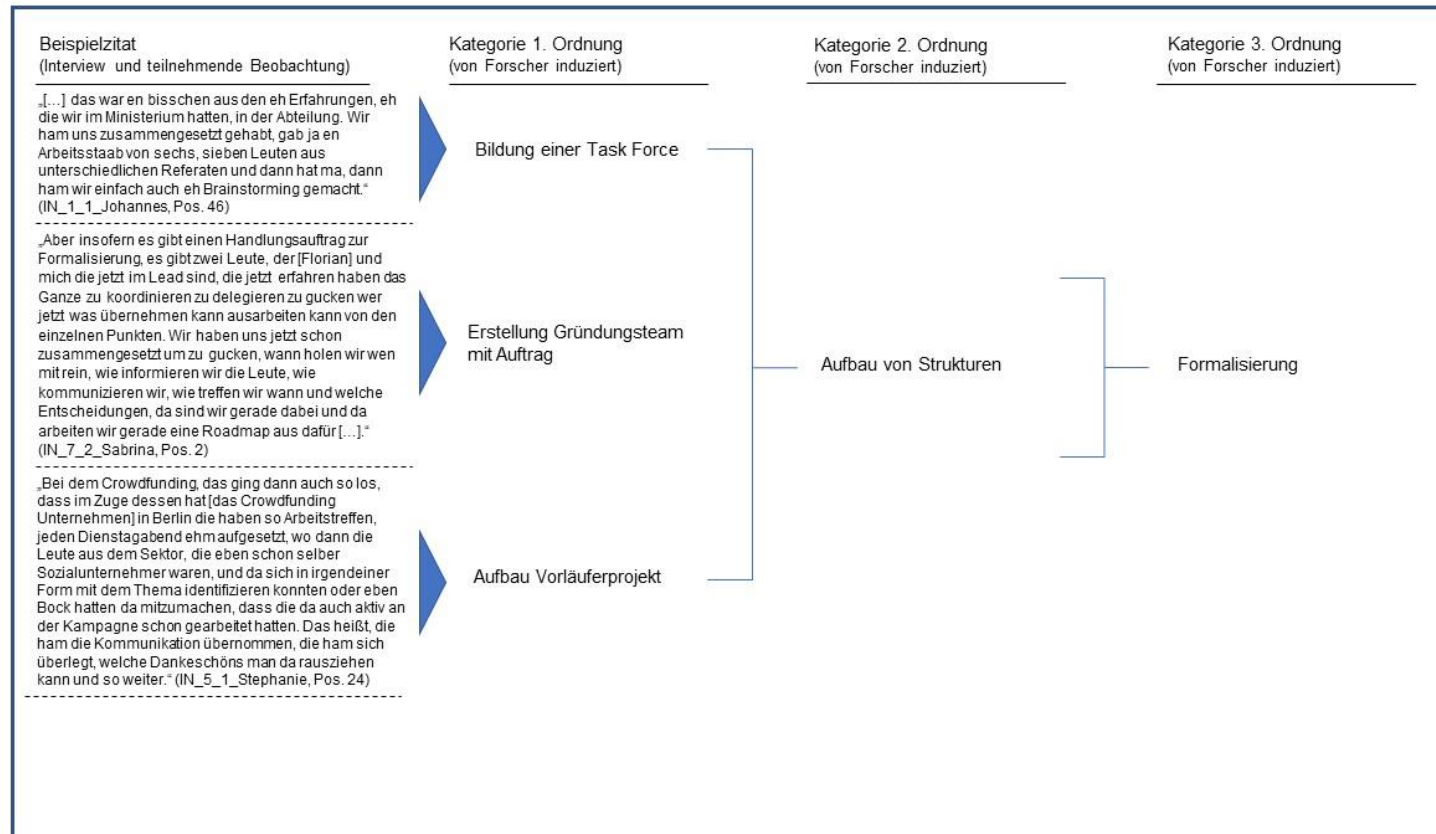 Beispielzitat
(Interview und teilnehmende Beobachtung)
Kategorie 1. Ordnung
(von Forscher induziert)
Kategorie 2. Ordnung
(von Forscher induziert)
Kategorie 3. Ordnung
(von Forscher induziert)
„[…] das war en bisschen aus den eh Erfahrungen, eh
die wir im Ministerium hatten, in der Abteilung. Wir
ham uns zusammengesetzt gehabt, gab ja en
Arbeitsstaab von sechs, sieben Leuten aus
unterschiedlichen Referaten und dann hat ma, dann
ham wir einfach auch eh Brainstorming gemacht.“
(IN_1_1_Johannes, Pos. 46)
Bildung einer Task Force
„Aber insofern es gibt einen Handlungsauftrag zur
Formalisierung, es gibt zwei Leute, der [Florian] und
mich die jetzt im Lead sind, die jetzt erfahren haben das
Ganze zu koordinieren zu delegieren zu gucken wer
jetzt was übernehmen kann ausarbeiten kann von den
einzelnen Punkten. Wir haben uns jetzt schon
zusammengesetzt um zu gucken, wann holen wir wen
mit rein, wie informieren wir die Leute, wie
kommunizieren wir, wie treffen wir wann und welche
Entscheidungen, da sind wir gerade dabei und da
arbeiten wir gerade eine Roadmap aus dafür […].“
(IN_7_2_Sabrina, Pos. 2)
Erstellung Gründungsteam
mit Auftrag
Aufbau von Strukturen
Formalisierung
„Bei dem Crowdfunding, das ging dann auch so los,
dass im Zuge dessen hat [das Crowdfunding
Unternehmen] in Berlin die haben so Arbeitstreffen,
jeden Dienstagabend ehm aufgesetzt, wo dann die
Leute aus dem Sektor, die eben schon selber
Sozialunternehmer waren, und da sich in irgendeiner
Form mit dem Thema identifizieren konnten oder eben
Bock hatten da mitzumachen, dass die da auch aktiv an
der Kampagne schon gearbeitet hatten. Das heißt, die
ham die Kommunikation übernommen, die ham sich
überlegt, welche Dankeschöns man da rausziehen
kann und so weiter.“ (IN_5_1_Stephanie, Pos. 24)
Aufbau Vorläuferprojekt